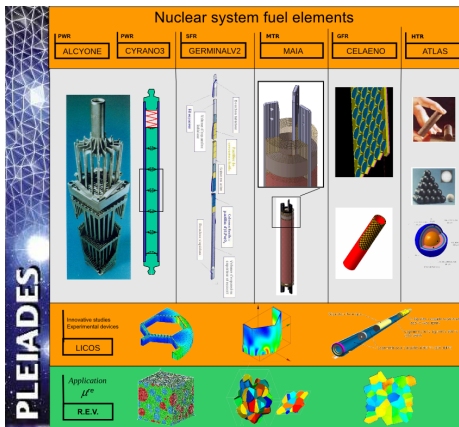 Nuclear system fuel elements
PWR
ALCYONE
PWR
CYRANO3
SFR
GERMINALV2
MTR
MAIA
GFR
CELAENO
HTR
ATLAS
PLEIADES
Innovative studies
Experimental devices
LICOS
Application
μʳᵉ
R.E.V.